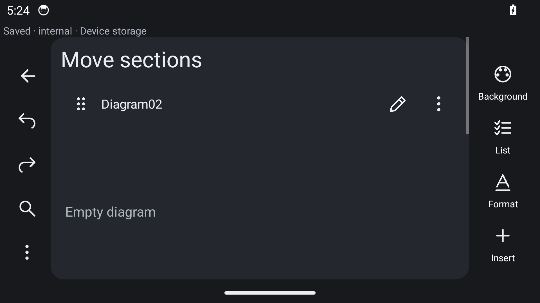 5:24
Saved · internal · Device storage
Move sections
Diagram02
Empty diagram
Background
List
Format
Insert